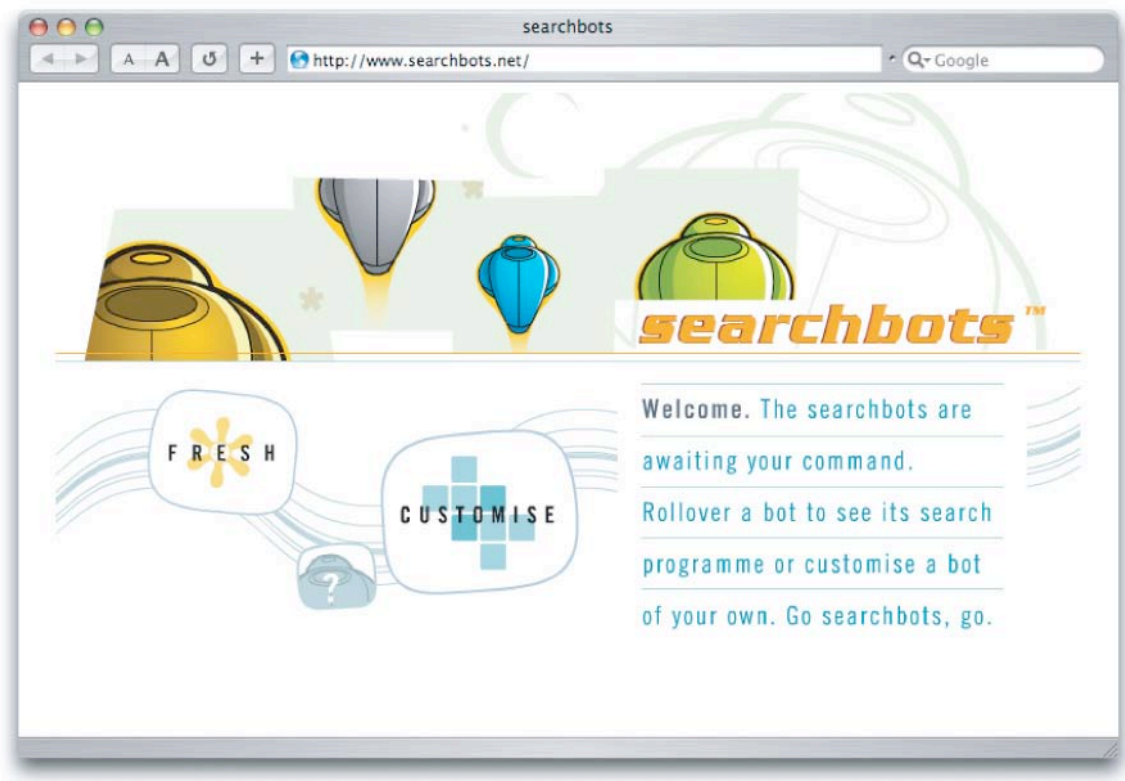 searchbots
A A
http://www.searchbots.net/
Google
searchbots™
FRESH
CUSTOMISE
?
Welcome. The searchbots are
awaiting your command.
Rollover a bot to see its search
programme or customise a bot
of your own. Go searchbots, go.